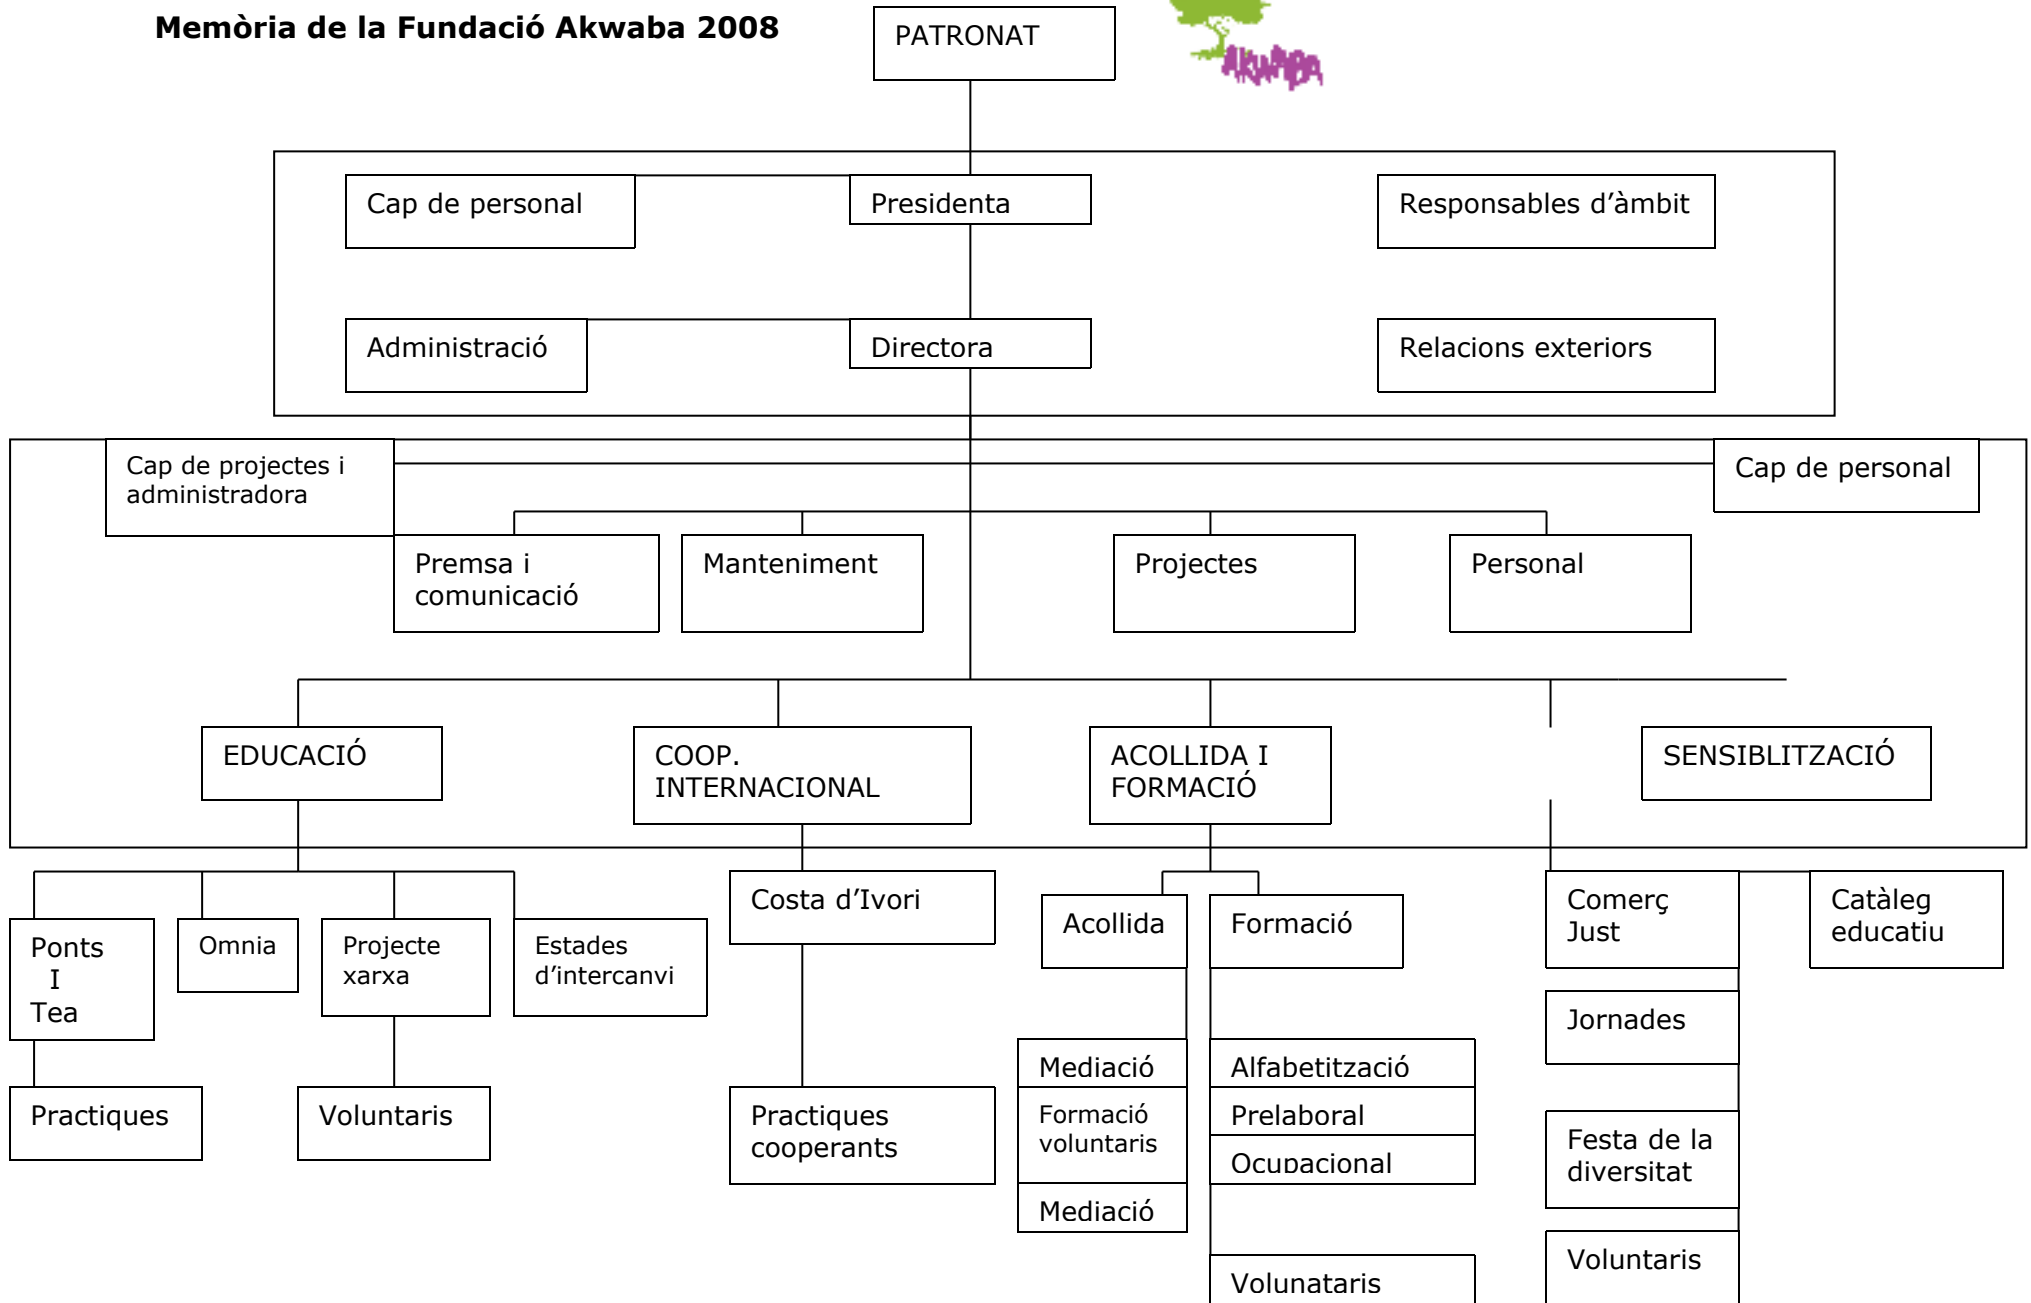 Memòria de la Fundació Akwaba 2008
PATRONAT
AKWABA
Cap de personal
Presidenta
Responsables d’àmbit
Administració
Directora
Relacions exteriors
Cap de projectes i
administradora
Cap de personal
Premsa i
comunicació
Manteniment
Projectes
Personal
EDUCACIÓ
COOP.
INTERNACIONAL
ACOLLIDA I
FORMACIÓ
SENSIBLITZACIÓ
Ponts
I
Tea
Omnia
Projecte
xarxa
Estades
d’intercanvi
Costa d’Ivori
Acollida
Formació
Comerç
Just
Catàleg
educatiu
Jornades
Practiques
Voluntaris
Practiques
cooperants
Mediació
Formació
voluntaris
Mediació
Alfabetització
Prelaboral
Ocupacional
Festa de la
diversitat
Volunataris
Voluntaris